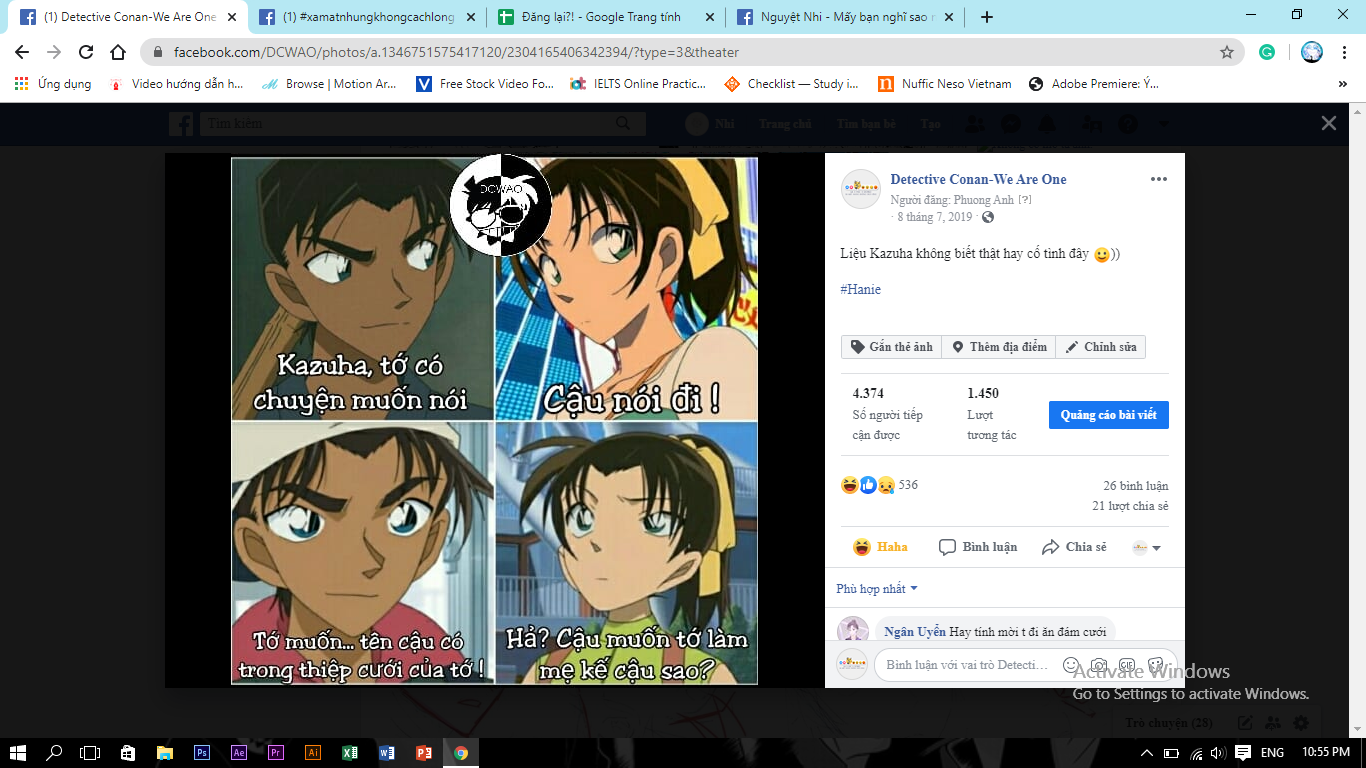 (1) Detective Conan-We Are One
(1) #xamatnhungkhongcachlong
Đăng lại?! - Google Trang tính
Nguyệt Nhi - Mấy bạn nghĩ sao
facebook.com/DCWAO/photos/a.1346751575417120/2304165406342394/?type=3&theater
Ứng dụng
Video hướng dẫn h...
Browse | Motion Ar...
Free Stock Video Fo...
IELTS Online Practic...
Checklist — Study i...
Nuffic Neso Vietnam
Adobe Premiere: Ý...
Tìm kiếm
Nhi
Trang chủ
Tìm bạn bè
Tạo
DCWAO
Kazuha, tớ có
chuyện muốn nói
Cậu nói đi !
Tớ muốn... tên cậu có
trong thiệp cưới của tớ !
Hả? Cậu muốn tớ làm
mẹ kế cậu sao?
Detective Conan-We Are One
Người đăng: Phuong Anh [?]
· 8 tháng 7, 2019 ·
Liệu Kazuha không biết thật hay cố tình đây 😀))
#Hanie
Gắn thẻ ảnh
Thêm địa điểm
Chỉnh sửa
4.374
Số người tiếp
cận được
1.450
Lượt
tương tác
Quảng cáo bài viết
536
26 bình luận
21 lượt chia sẻ
Haha
Bình luận
Chia sẻ
Phù hợp nhất
Ngân Uyển Hay tính mời t đi ăn đám cưới
Bình luận với vai trò Detecti...
GIF
Activate Windows
Go to Settings to activate Windows.
Trò chuyện (28)
Ps
Ae
Pr
Ai
ENG
10:55 PM